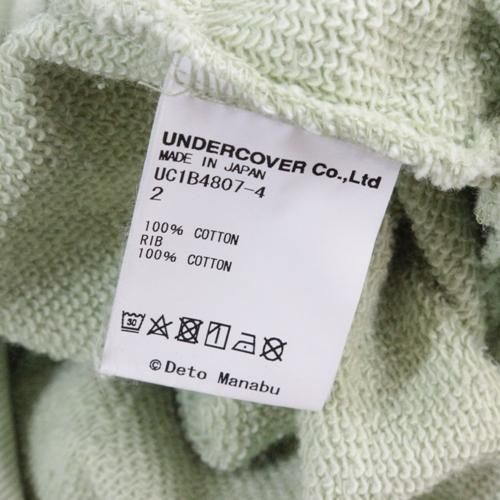 UNDERCOVER Co.,Ltd
MADE IN JAPAN
UC1B4807-4
2
100% COTTON
RIB
100% COTTON
30
©Deto Manabu